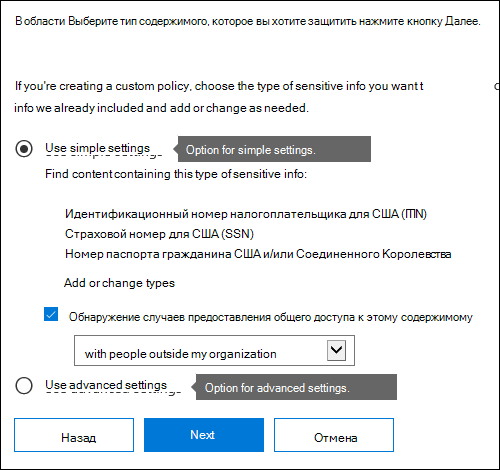 В области Выберите тип содержимого, которое вы хотите защитить нажмите кнопку Далее.
If you're creating a custom policy, choose the type of sensitive info you want t
info we already included and add or change as needed.
Use simple settings
Option for simple settings.
Find content containing this type of sensitive info:
Идентификационный номер налогоплательщика для США (ITIN)
Страховой номер для США (SSN)
Номер паспорта гражданина США и/или Соединенного Королевства
Add or change types
Обнаружение случаев предоставления общего доступа к этому содержимому
with people outside my organization
Use advanced settings
Option for advanced settings.
Назад
Next
Отмена